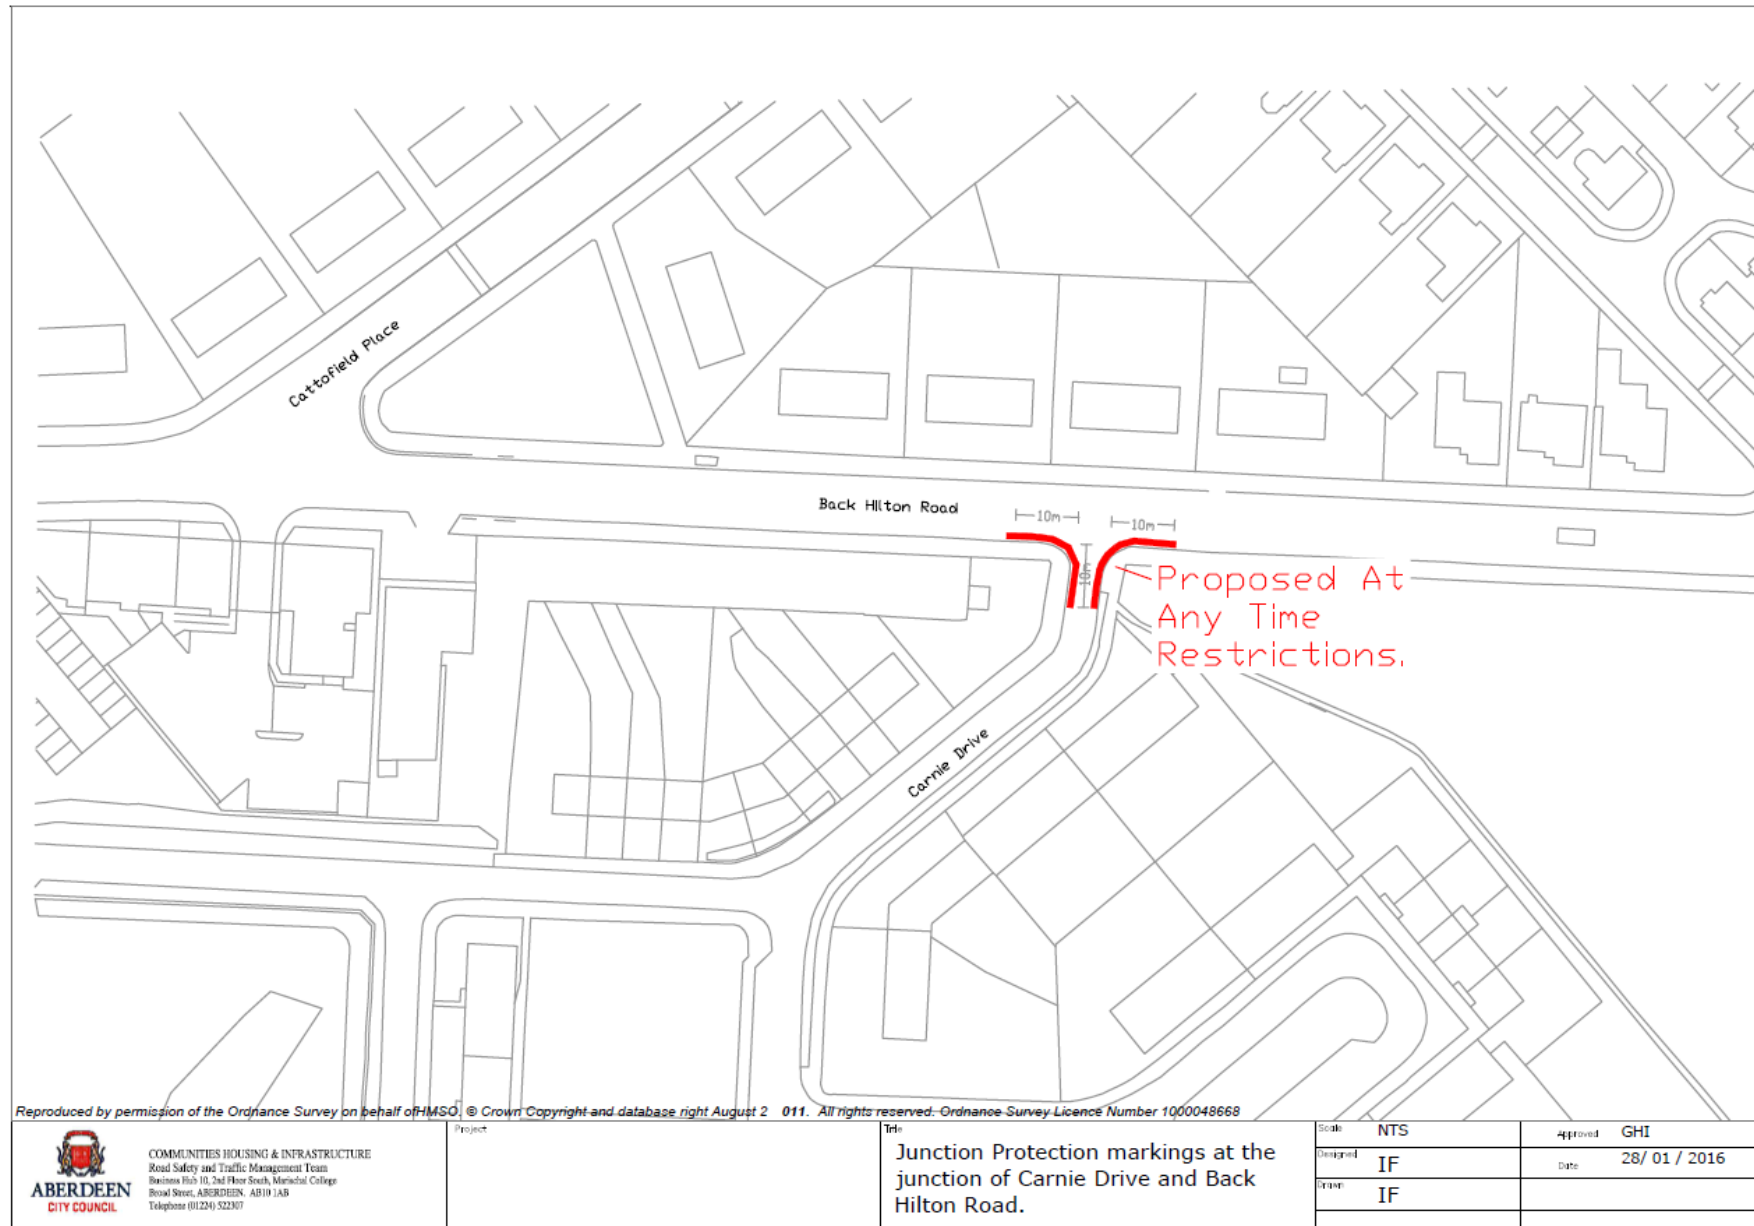 Cattofield Place
Back Hilton Road
10m
10m
10m
Proposed At
Any Time
Restrictions.
Carnie Drive
Reproduced by permission of the Ordnance Survey on behalf ofHMSO. © Crown Copyright and database right August 2 011. All rights reserved. Ordnance Survey Licence Number 1000048668
ABERDEEN
CITY COUNCIL
COMMUNITIES HOUSING & INFRASTRUCTURE
Road Safety and Traffic Management Team
Business Hub 10, 2nd Floor South, Marischal College
Broad Street, ABERDEEN. AB10 1AB
Telephone (01224) 522307
Project
Title
Junction Protection markings at the
junction of Carnie Drive and Back
Hilton Road.
Scale NTS
Designed IF
Drawn IF
Approved GHI
Date 28/ 01 / 2016